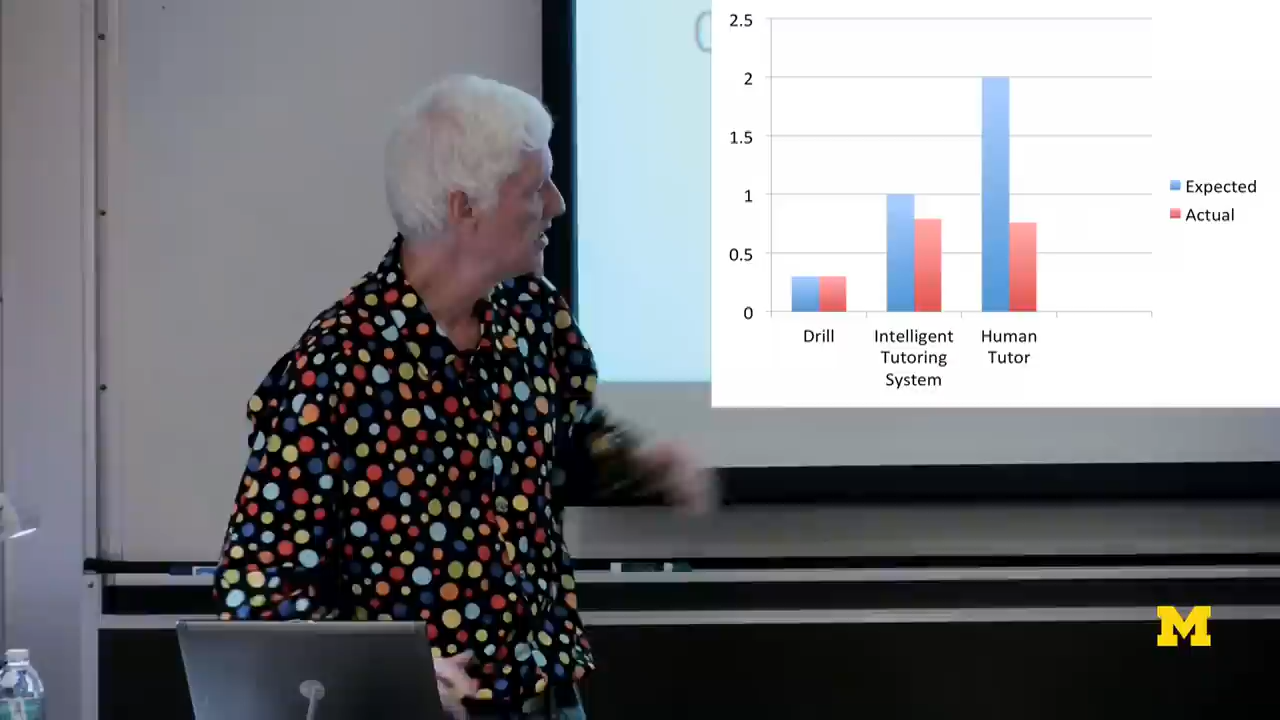 2.5
2
1.5
1
0.5
0
Drill
Intelligent
Tutoring
System
Human
Tutor
Expected
Actual
M